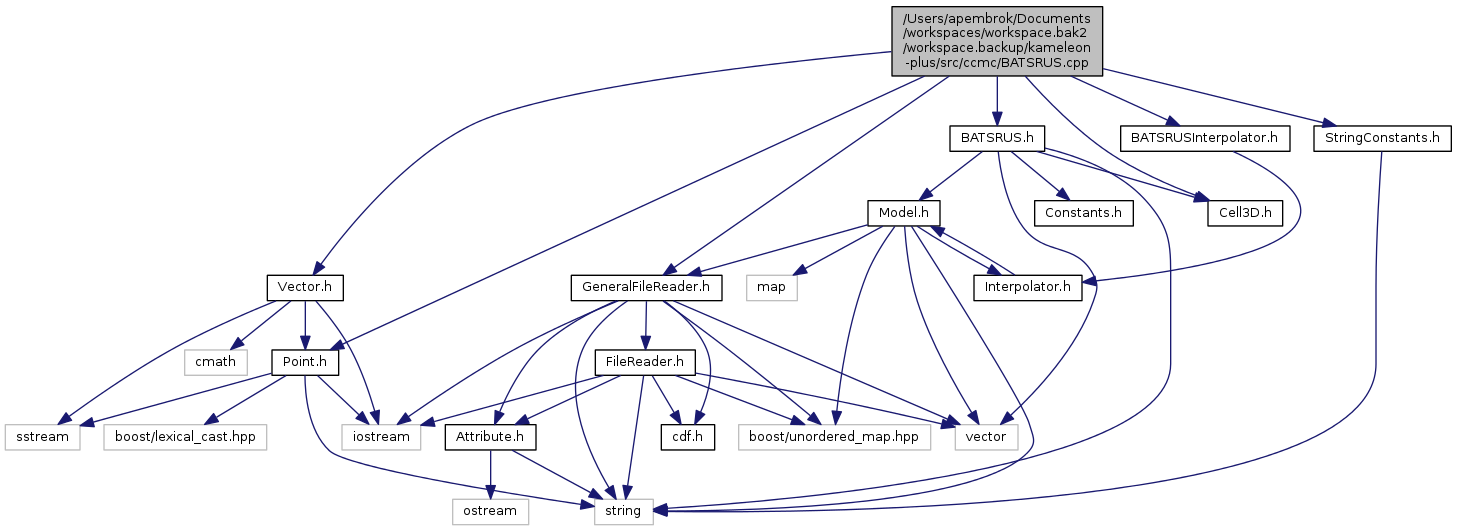 /Users/apembrok/Documents
/workspaces/workspace.bak2
/workspace.backup/kameleon
-plus/src/ccmc/BATSRUS.cpp
BATSRUS.h
BATSRUSInterpolator.h
StringConstants.h
Model.h
Constants.h
Cell3D.h
Vector.h
GeneralFileReader.h
map
Interpolator.h
cmath
Point.h
FileReader.h
sstream
boost/lexical_cast.hpp
iostream
Attribute.h
cdf.h
boost/unordered_map.hpp
vector
ostream
string